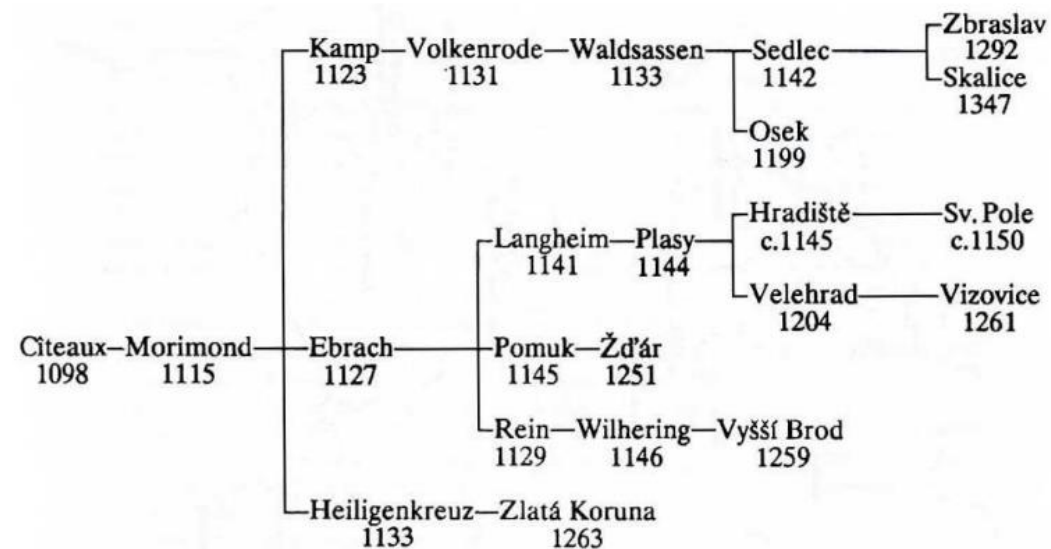 Zbraslav
Kamp Volkenrode Waldsassen Sedlec 1292
1123 1131 1133 1142 Skalice
1347
Osek
1199
Hradiště Sv. Pole
Langheim Plasy c.1145 c.1150
1141 1144
Velehrad Vizovice
1204 1261
Cîteaux Morimond Ebrach Pomuk Žďár
1098 1115 1127 1145 1251
Rein Wilhering Vyšší Brod
1129 1146 1259
Heiligenkreuz Zlatá Koruna
1133 1263